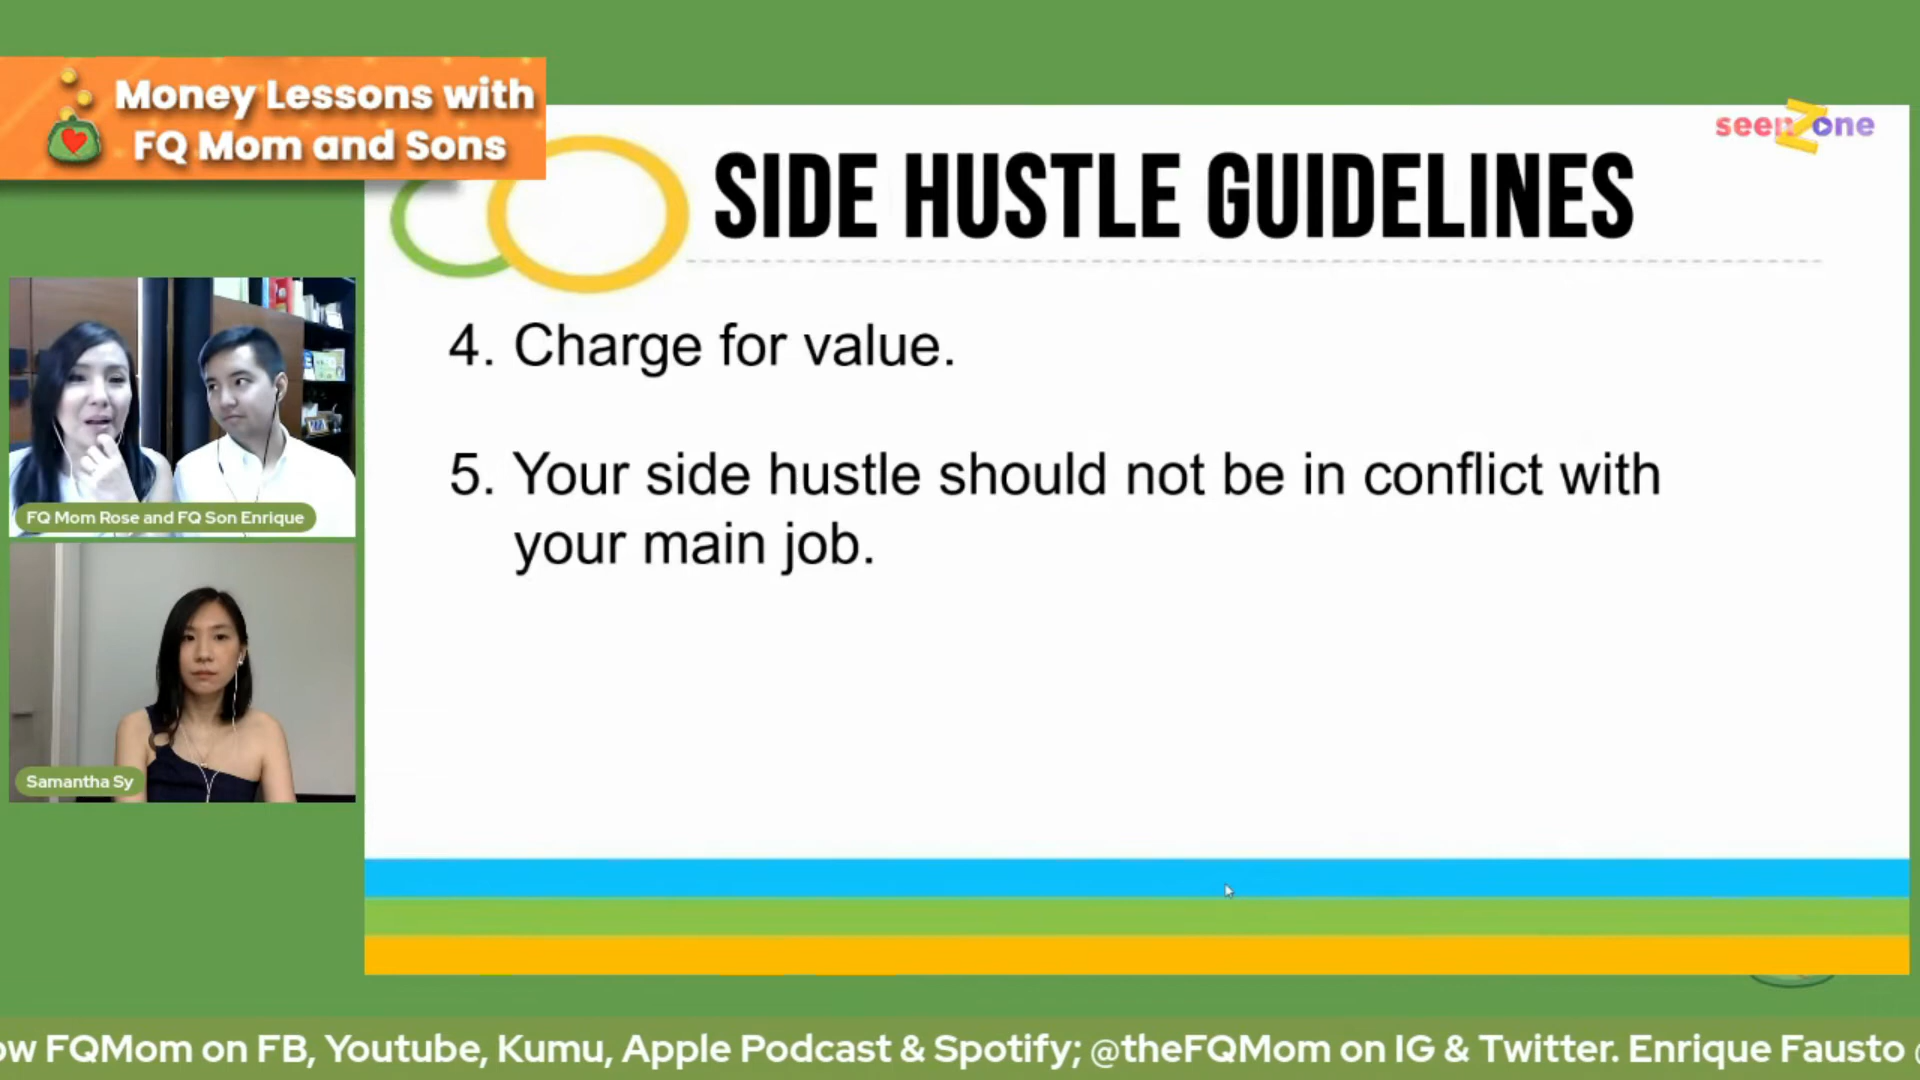 Money Lessons with
FQ Mom and Sons
seenZone
SIDE HUSTLE GUIDELINES
4. Charge for value.
5. Your side hustle should not be in conflict with
your main job.
FQ Mom Rose and FQ Son Enrique
Samantha Sy
ow FQMom on FB, Youtube, Kumu, Apple Podcast & Spotify; @theFQMom on IG & Twitter. Enrique Fausto @